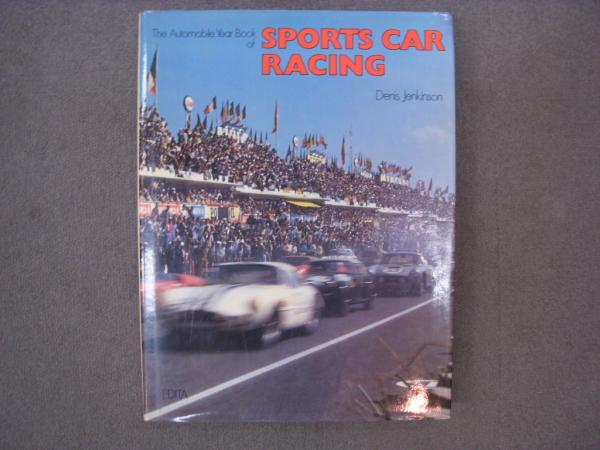 The Automobile Year Book
of
SPORTS CAR
RACING
Denis Jenkinson
EDITA